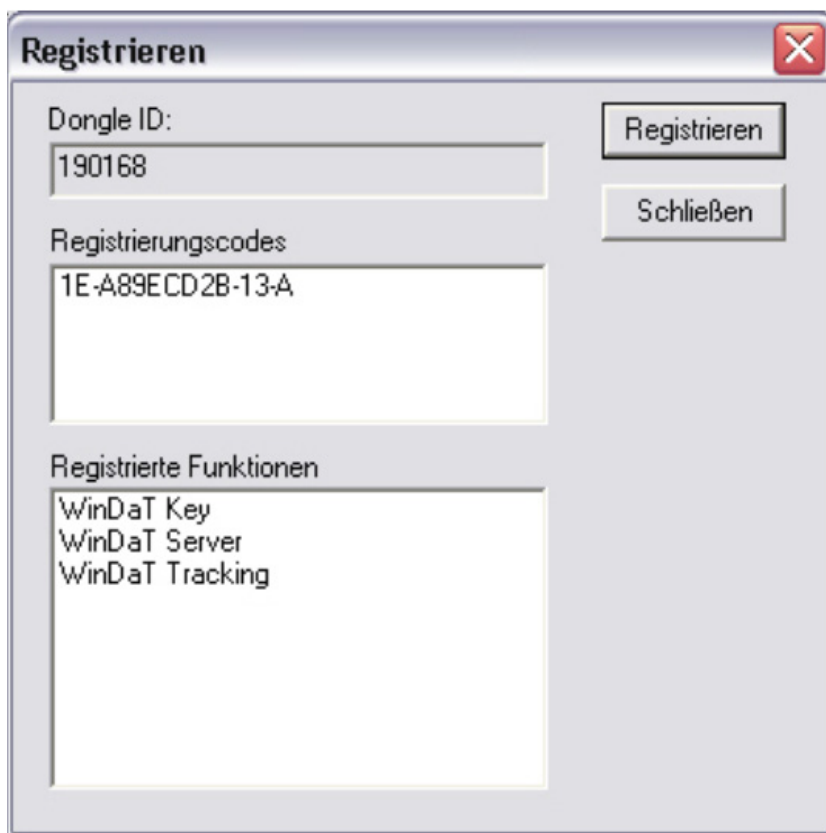 Registrieren
Dongle ID:
Registrieren
190168
Schließen
Registrierungscodes
1E-A89ECD2B-13-A
Registrierte Funktionen
WinDaT Key
WinDaT Server
WinDaT Tracking